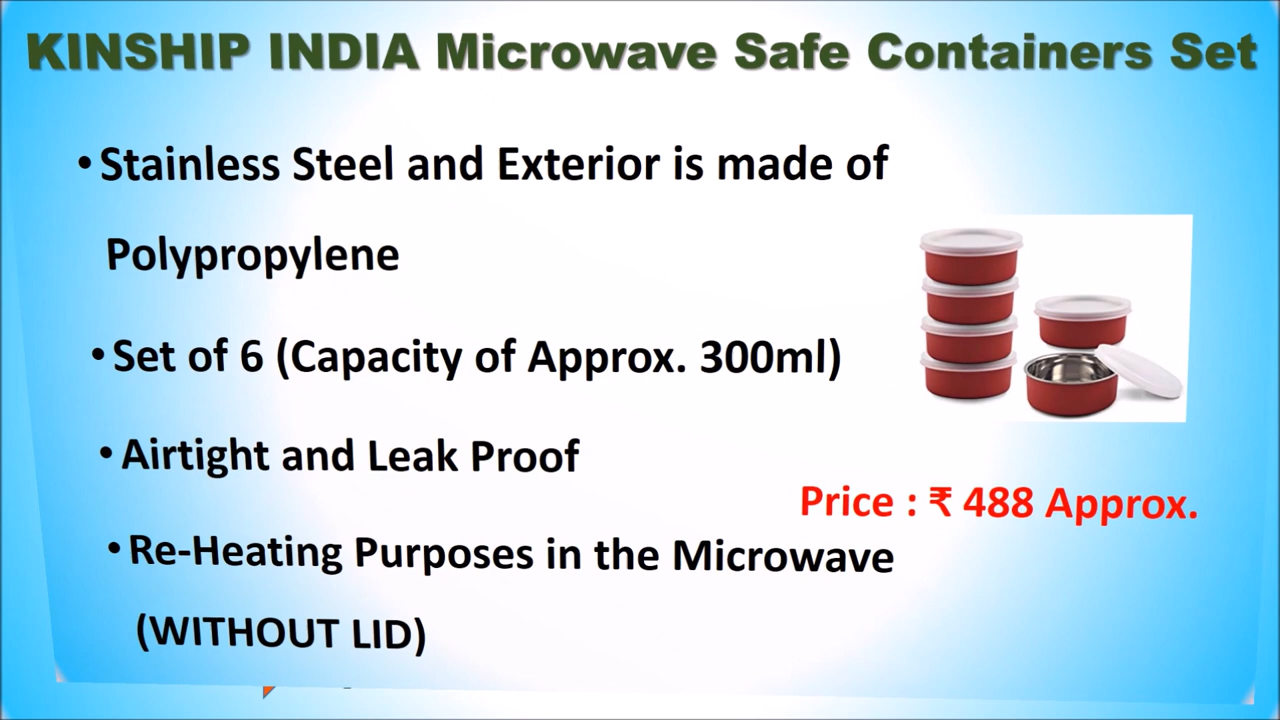 KINSHIP INDIA Microwave Safe Containers Set
• Stainless Steel and Exterior is made of
Polypropylene
• Set of 6 (Capacity of Approx. 300ml)
• Airtight and Leak Proof
Price : ₹ 488 Approx.
• Re-Heating Purposes in the Microwave
(WITHOUT LID)